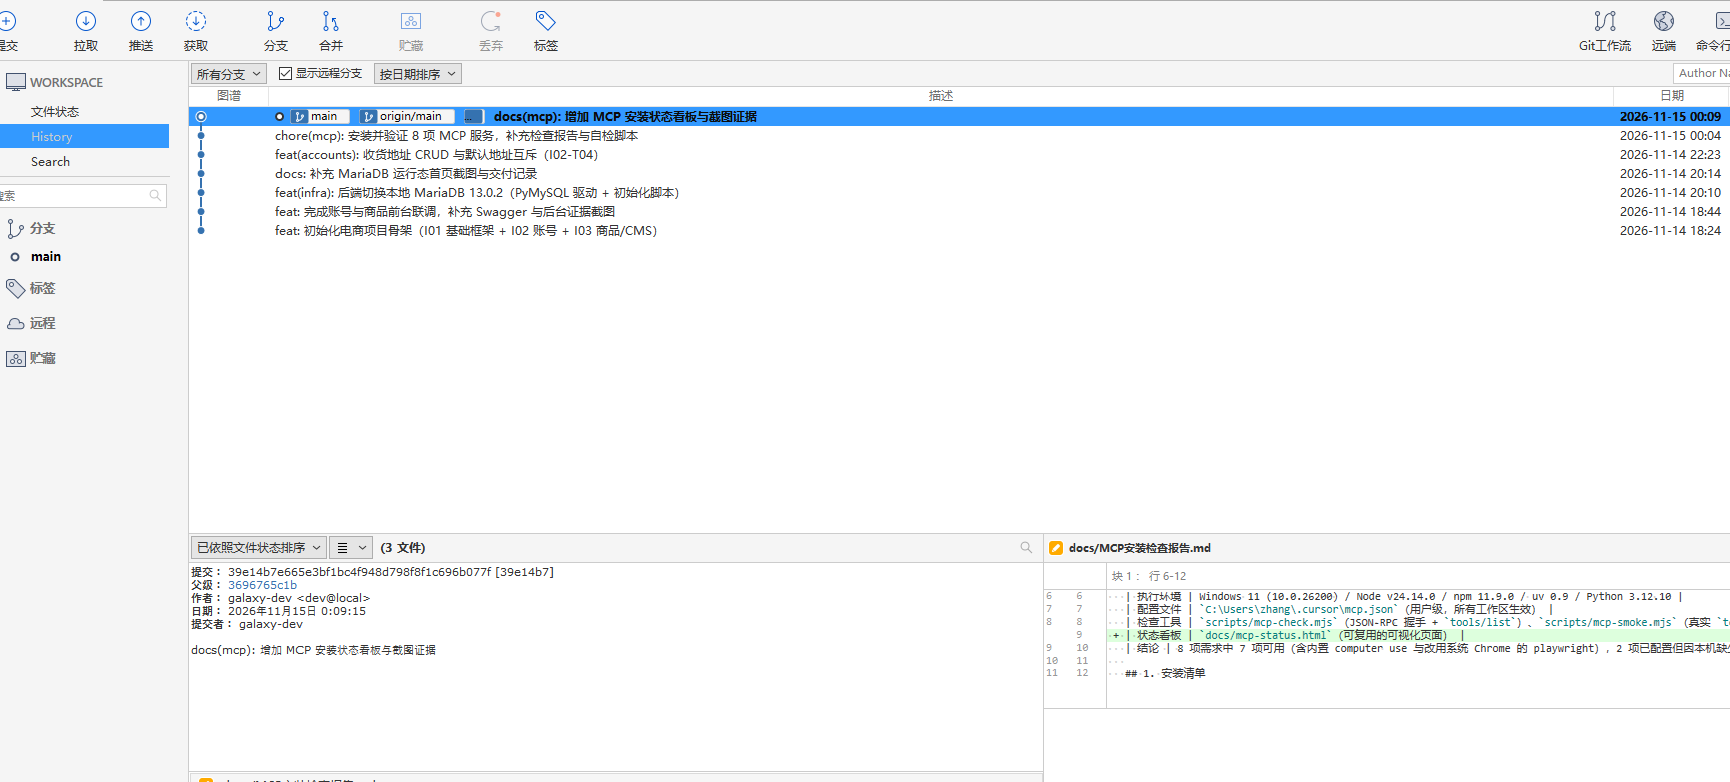 提交 拉取 推送 获取 分支 合并 贮藏 丢弃 标签 Git工作流 远端 命令行
WORKSPACE
文件状态
History
Search
搜索
分支
main
标签
远程
贮藏
所有分支 显示远程分支 按日期排序 Author Na
图谱 描述 日期
main origin/main ... docs(mcp): 增加 MCP 安装状态看板与截图证据 2026-11-15 00:09
chore(mcp): 安装并验证 8 项 MCP 服务，补充检查报告与自检脚本 2026-11-15 00:04
feat(accounts): 收货地址 CRUD 与默认地址互斥（I02-T04） 2026-11-14 22:23
docs: 补充 MariaDB 运行态首页截图与交付记录 2026-11-14 20:14
feat(infra): 后端切换本地 MariaDB 13.0.2（PyMySQL 驱动 + 初始化脚本） 2026-11-14 20:10
feat: 完成账号与商品前台联调，补充 Swagger 与后台证据截图 2026-11-14 18:44
feat: 初始化电商项目骨架（I01 基础框架 + I02 账号 + I03 商品/CMS） 2026-11-14 18:24
已依照文件状态排序 (3 文件)
提交： 39e14b7e665e3bf1bc4f948d798f8f1c696b077f [39e14b7]
父级： 3696765c1b
作者： galaxy-dev <dev@local>
日期： 2026年11月15日 0:09:15
提交者： galaxy-dev
docs(mcp): 增加 MCP 安装状态看板与截图证据
docs/MCP安装检查报告.md
块 1： 行 6-12
6 6 | 执行环境 | Windows 11 (10.0.26200) / Node v24.14.0 / npm 11.9.0 / uv 0.9 / Python 3.12.10 |
7 7 | 配置文件 | `C:\Users\zhang\.cursor\mcp.json`（用户级，所有工作区生效） |
8 8 | 检查工具 | `scripts/mcp-check.mjs`（JSON-RPC 握手 + `tools/list`）、`scripts/mcp-smoke.mjs`（真实 `to
9 + | 状态看板 | `docs/mcp-status.html`（可复用的可视化页面） |
9 10 | 结论 | 8 项需求中 7 项可用（含内置 computer use 与改用系统 Chrome 的 playwright），2 项已配置但因本机缺少
10 11
11 12 ## 1. 安装清单